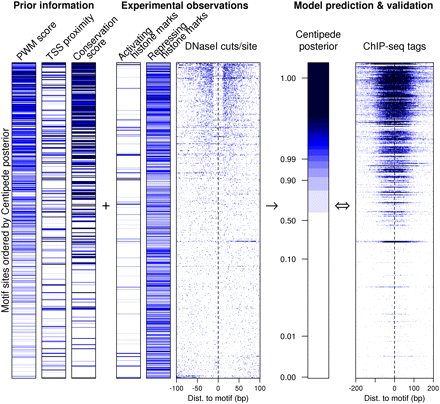 Prior information
Experimental observations
Model prediction & validation
PWM score
TSS proximity
Conservation
score
Activating
histone marks
Repressing
histone marks
DNaseI cuts/site
Centipede
posterior
ChIP-seq tags
Motif sites ordered by Centipede posterior
+
→
⇔
1.00
0.99
0.90
0.50
0.10
0.01
0.00
-100 -50 0 50 100
Dist. to motif (bp)
-200 -100 0 100 200
Dist. to motif (bp)